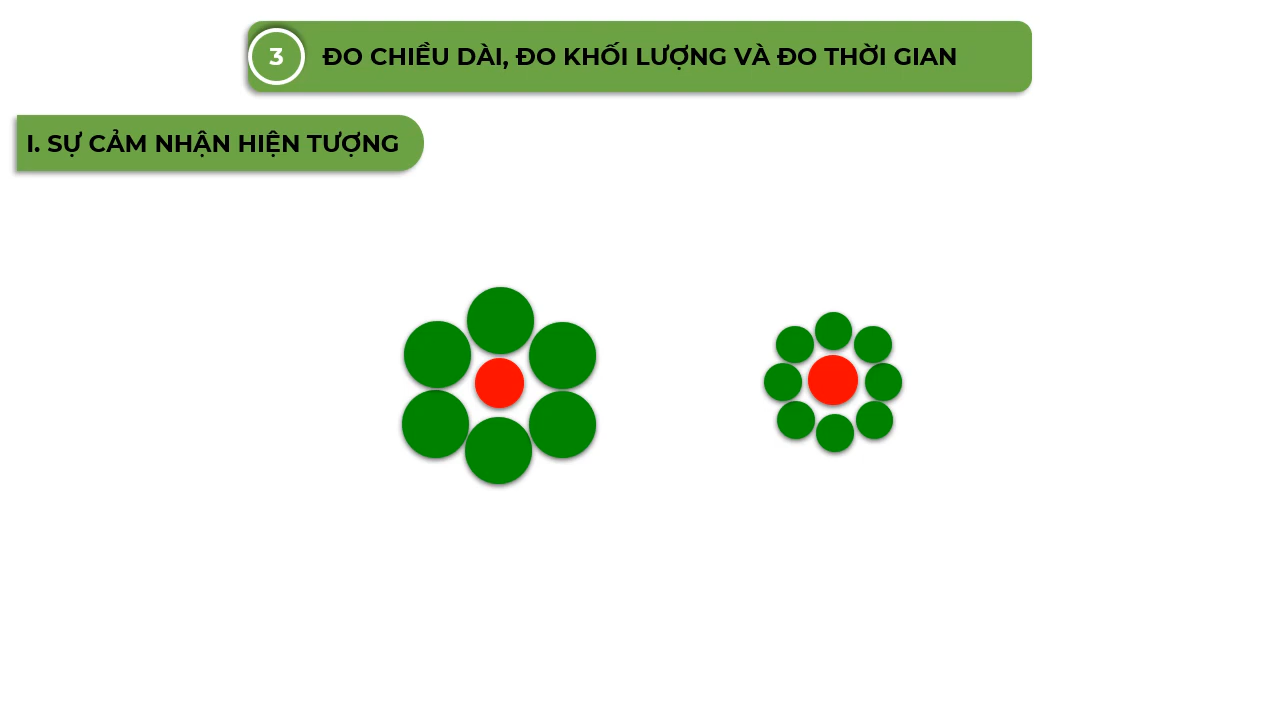 3 ĐO CHIỀU DÀI, ĐO KHỐI LƯỢNG VÀ ĐO THỜI GIAN
I. SỰ CẢM NHẬN HIỆN TƯỢNG